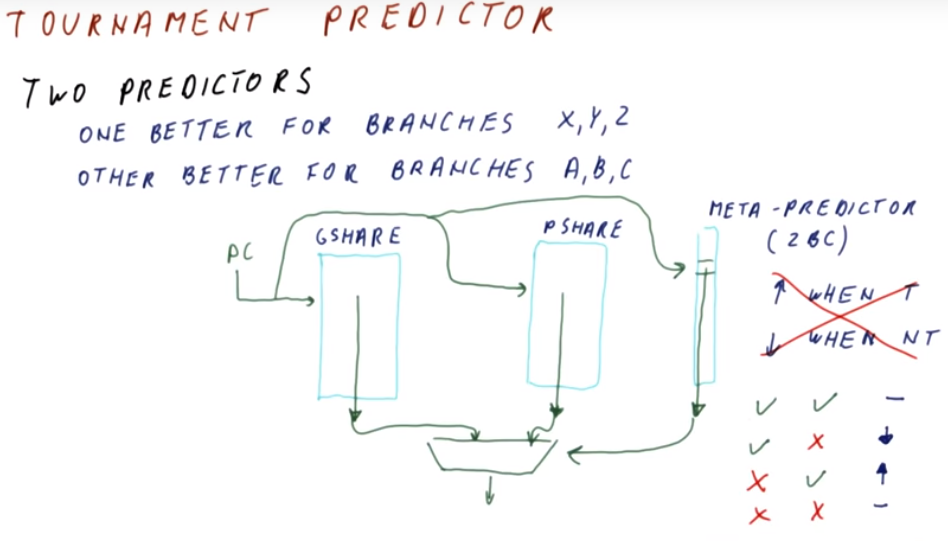 TOURNAMENT PREDICTOR
TWO PREDICTORS
ONE BETTER FOR BRANCHES X,Y,Z
OTHER BETTER FOR BRANCHES A,B,C
PC
GSHARE
PSHARE
META-PREDICTOR
(2BC)
↑ WHEN T
↓ WHEN NT
✓ ✓ –
✓ X ↓
X ✓ ↑
X X –